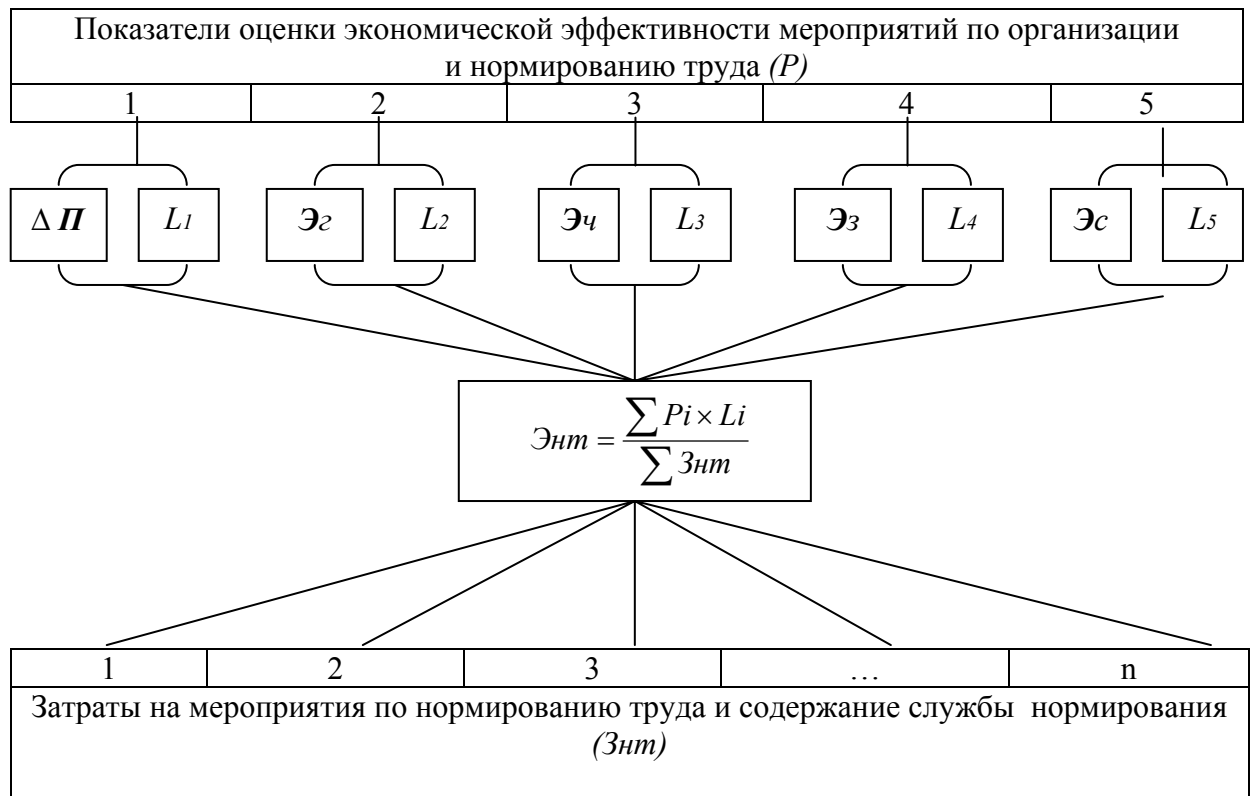 Показатели оценки экономической эффективности мероприятий по организации
и нормированию труда (P)
1 2 3 4 5
Δ П L1 Эг L2 Эч L3 Эз L4 Эс L5
Энт = ∑ Pi × Li / ∑ Знт
1 2 3 … n
Затраты на мероприятия по нормированию труда и содержание службы нормирования
(Знт)